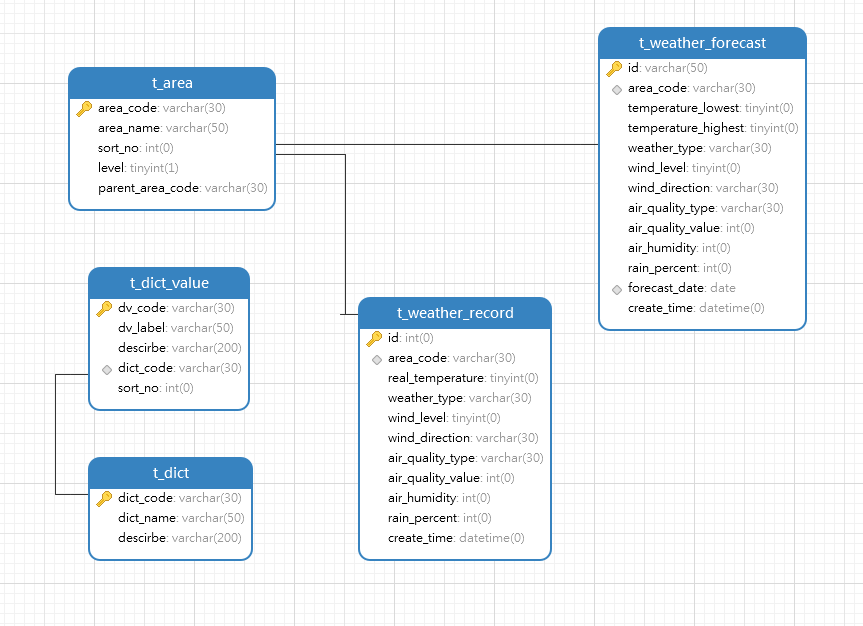 t_area
area_code: varchar(30)
area_name: varchar(50)
sort_no: int(0)
level: tinyint(1)
parent_area_code: varchar(30)
t_weather_forecast
id: varchar(50)
area_code: varchar(30)
temperature_lowest: tinyint(0)
temperature_highest: tinyint(0)
weather_type: varchar(30)
wind_level: tinyint(0)
wind_direction: varchar(30)
air_quality_type: varchar(30)
air_quality_value: int(0)
air_humidity: int(0)
rain_percent: int(0)
forecast_date: date
create_time: datetime(0)
t_dict_value
dv_code: varchar(30)
dv_label: varchar(50)
descirbe: varchar(200)
dict_code: varchar(30)
sort_no: int(0)
t_weather_record
id: int(0)
area_code: varchar(30)
real_temperature: tinyint(0)
weather_type: varchar(30)
wind_level: tinyint(0)
wind_direction: varchar(30)
air_quality_type: varchar(30)
air_quality_value: int(0)
air_humidity: int(0)
rain_percent: int(0)
create_time: datetime(0)
t_dict
dict_code: varchar(30)
dict_name: varchar(50)
descirbe: varchar(200)